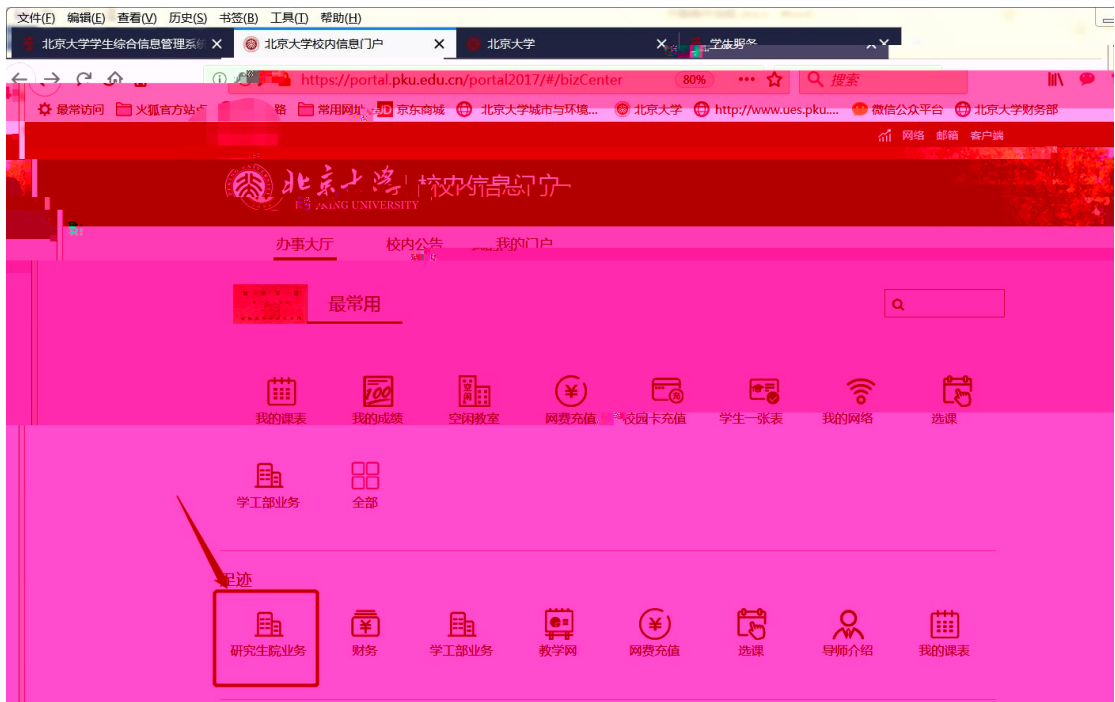 文件(F) 编辑(E) 查看(V) 历史(S) 书签(B) 工具(T) 帮助(H)
北京大学学生综合信息管理系统 北京大学校内信息门户 北京大学 学生服务
https://portal.pku.edu.cn/portal2017/#/bizCenter 80% 搜索
最常访问 火狐官方站点 常用网址 JD 京东商城 北京大学城市与环境... 北京大学 http://www.ues.pku.... 微信公众平台 北京大学财务部
网络 邮箱 客户端
北京大学 校内信息门户
PEKING UNIVERSITY
办事大厅 校内公告 我的门户
最常用
我的课表 我的成绩 空闲教室 网费充值 校园卡充值 学生一张表 我的网络 选课
学工部业务 全部
足迹
研究生院业务 财务 学工部业务 教学网 网费充值 选课 导师介绍 我的课表